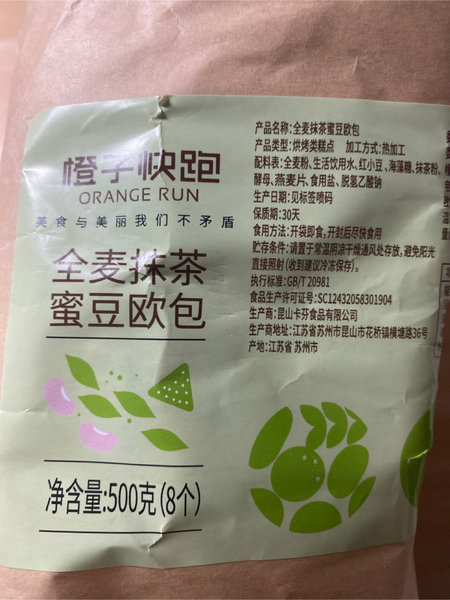 橙子快跑
ORANGE RUN
美食与美丽我们不矛盾
全麦抹茶
蜜豆欧包
净含量:500克(8个)
产品名称:全麦抹茶蜜豆欧包
产品类型:烘烤类糕点 加工方式:热加工
配料表:全麦粉、生活饮用水、红小豆、海藻糖、抹茶粉、
酵母、燕麦片、食用盐、脱氢乙酸钠
生产日期:见标签喷码
保质期:30天
食用方法:开袋即食,开封后尽快食用
贮存条件:请置于常温阴凉干燥通风处存放,避免阳光
直接照射(收到建议冷冻保存)。
执行标准:GB/T 20981
食品生产许可证号:SC12432058301904
生产商:昆山卡芬食品有限公司
生产商地址:江苏省苏州市昆山市花桥镇横塘路36号
产地:江苏省 苏州市